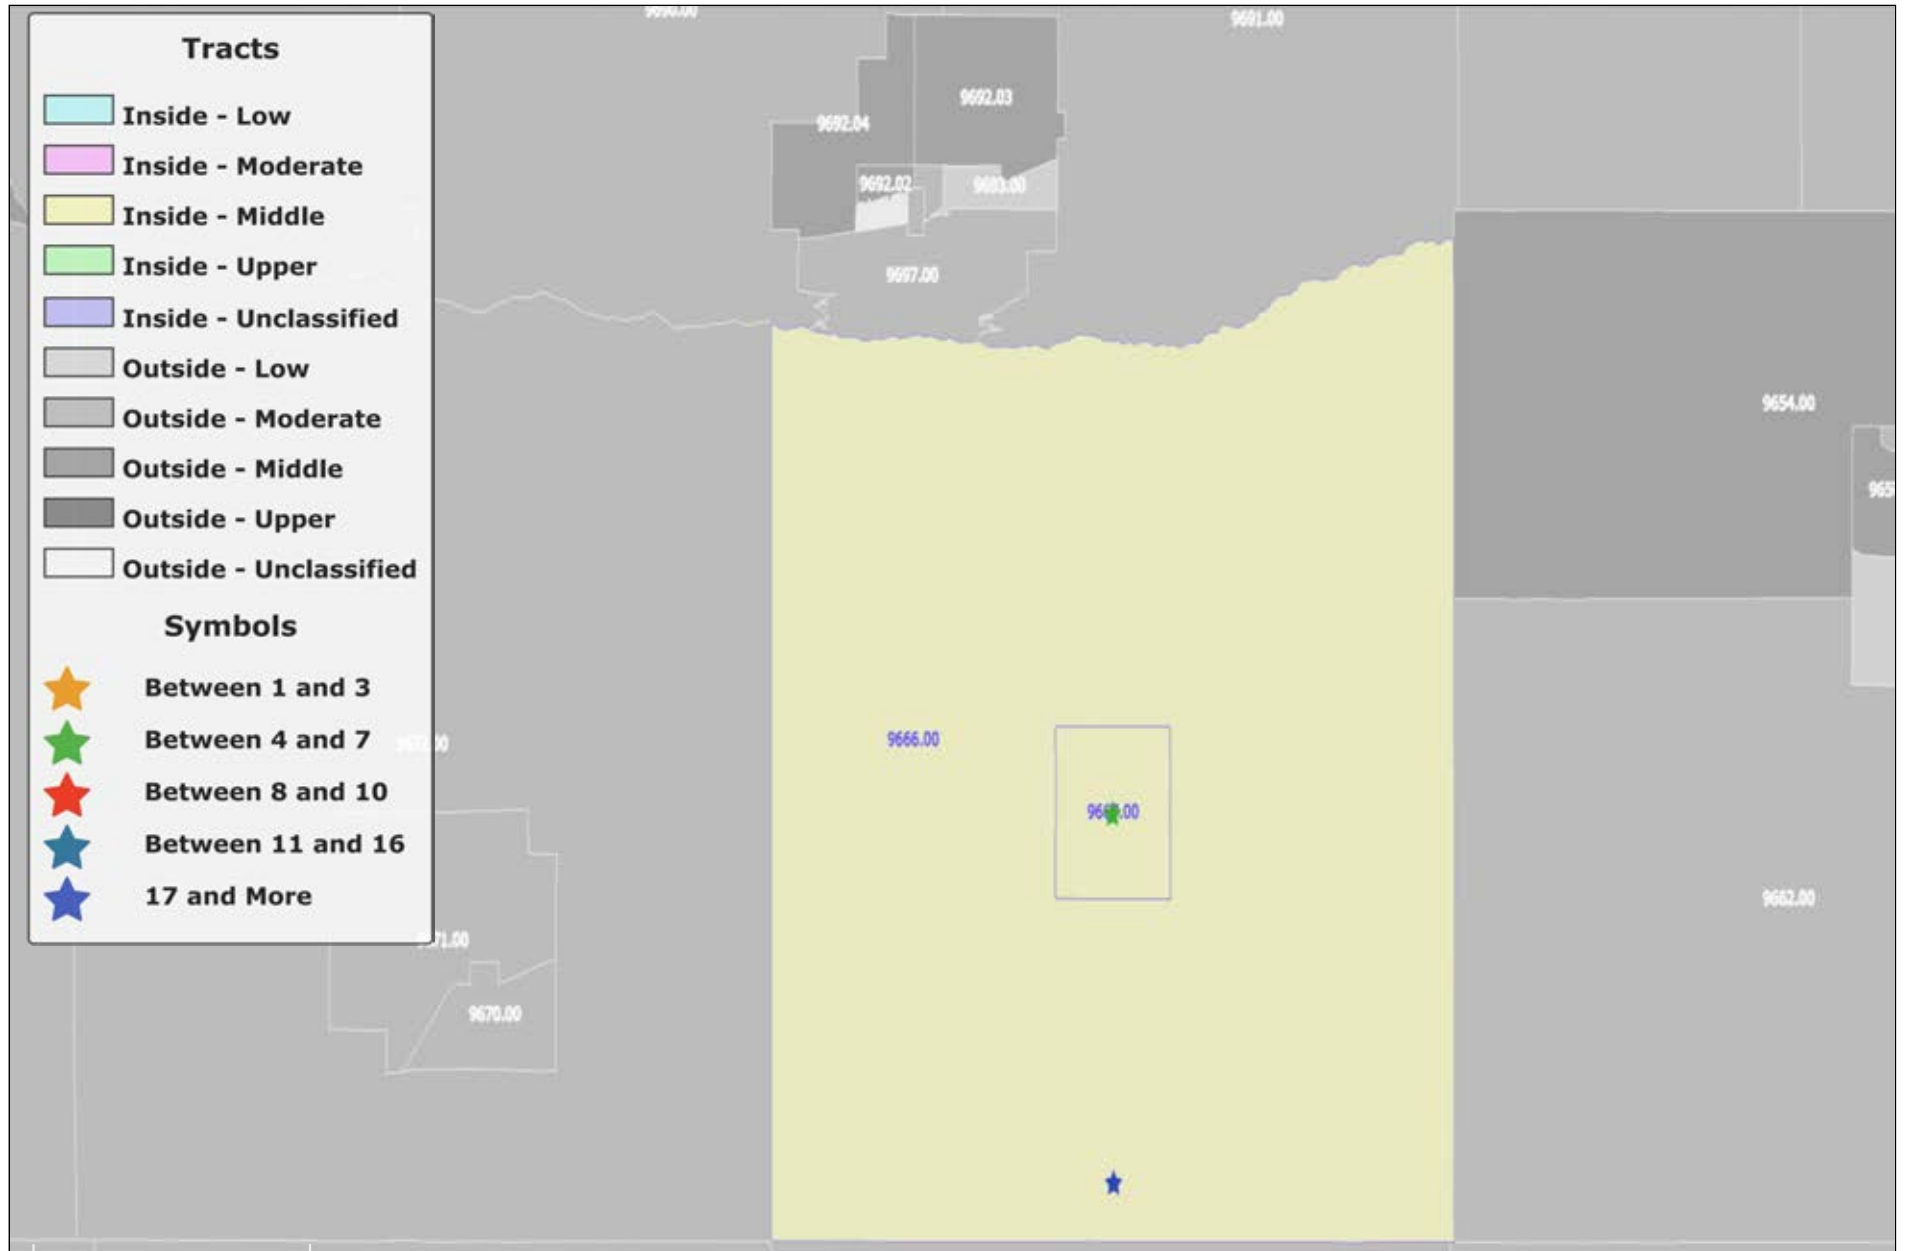 Tracts
Inside - Low
Inside - Moderate
Inside - Middle
Inside - Upper
Inside - Unclassified
Outside - Low
Outside - Moderate
Outside - Middle
Outside - Upper
Outside - Unclassified
Symbols
Between 1 and 3
Between 4 and 7
Between 8 and 10
Between 11 and 16
17 and More
9691.00
9692.03
9692.04
9692.02
9697.00
9654.00
9666.00
9662.00
9670.00